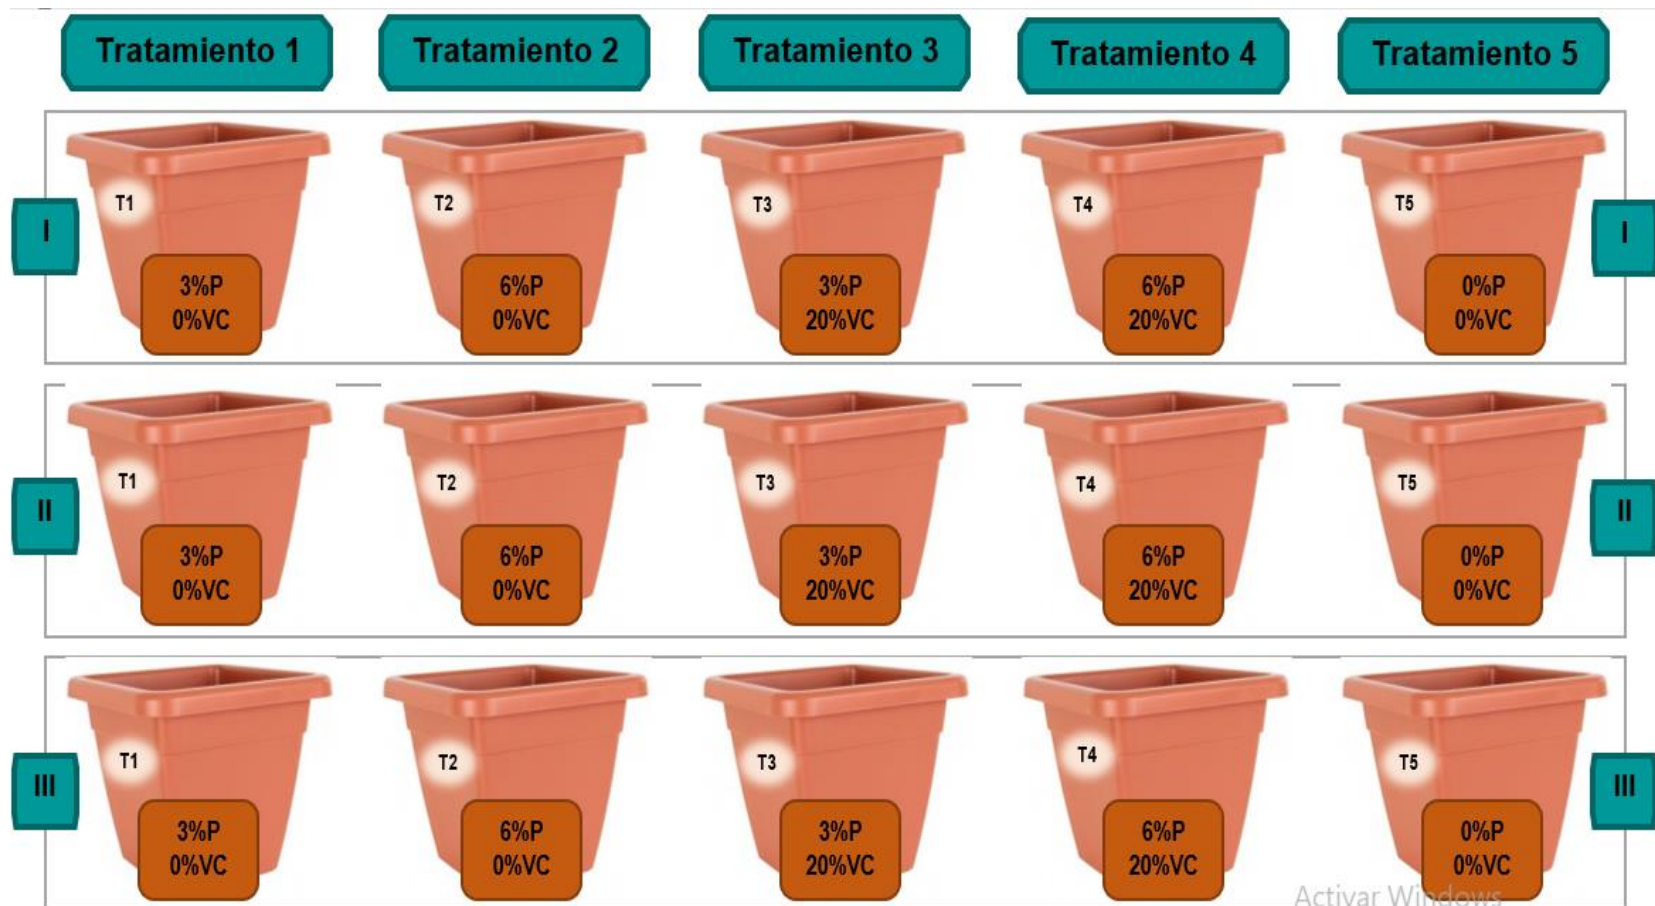 Tratamiento 1
Tratamiento 2
Tratamiento 3
Tratamiento 4
Tratamiento 5
I
T1
T2
T3
T4
T5
I
3%P
0%VC
6%P
0%VC
3%P
20%VC
6%P
20%VC
0%P
0%VC
II
T1
T2
T3
T4
T5
II
3%P
0%VC
6%P
0%VC
3%P
20%VC
6%P
20%VC
0%P
0%VC
III
T1
T2
T3
T4
T5
III
3%P
0%VC
6%P
0%VC
3%P
20%VC
6%P
20%VC
0%P
0%VC
Activar Windows